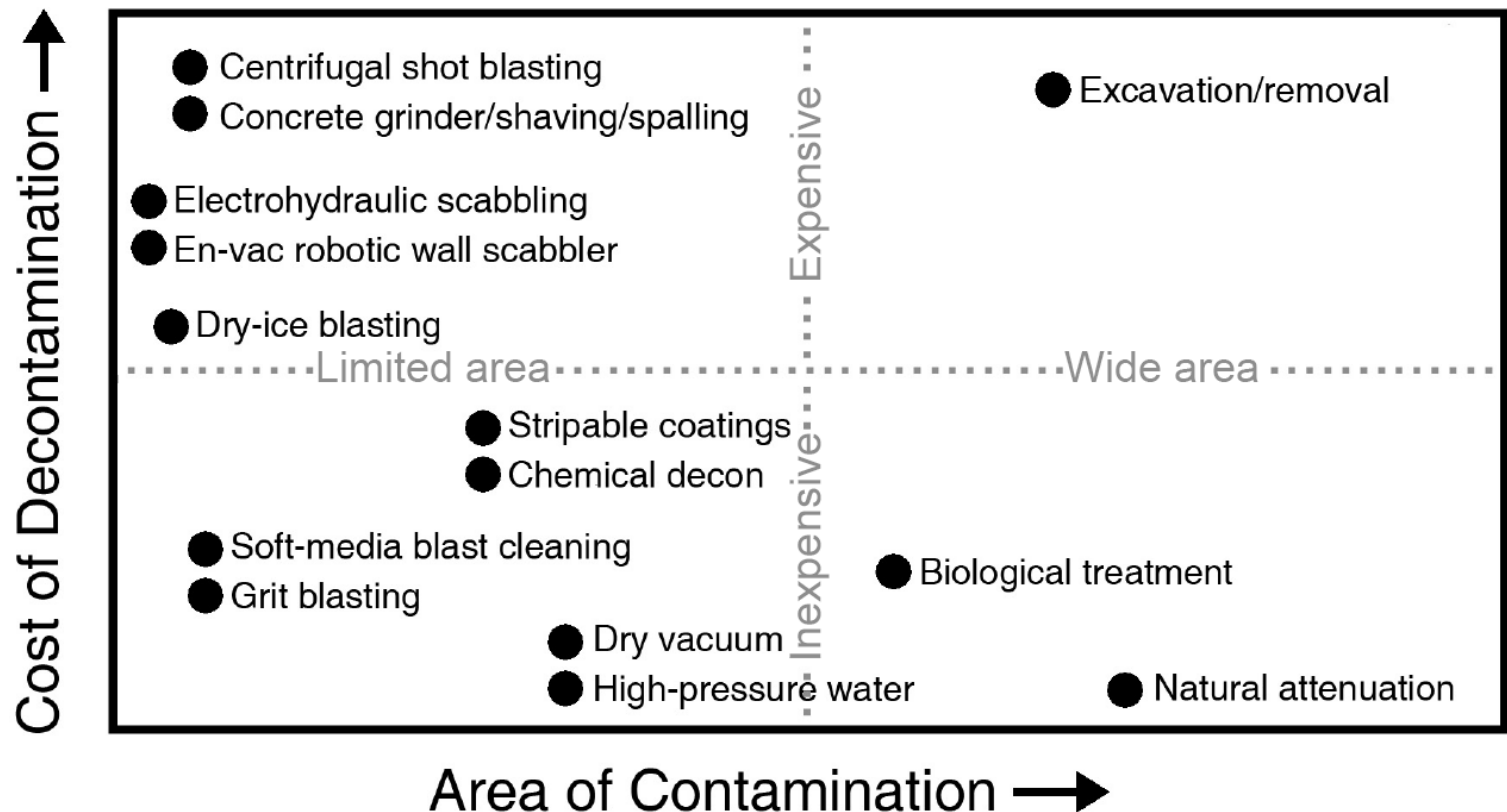 Cost of Decontamination
Centrifugal shot blasting
Concrete grinder/shaving/spalling
Electrohydraulic scabbling
En-vac robotic wall scabbler
Dry-ice blasting
Expensive
Excavation/removal
Limited area
Wide area
Stripable coatings
Chemical decon
Soft-media blast cleaning
Grit blasting
Dry vacuum
High-pressure water
Inexpensive
Biological treatment
Natural attenuation
Area of Contamination